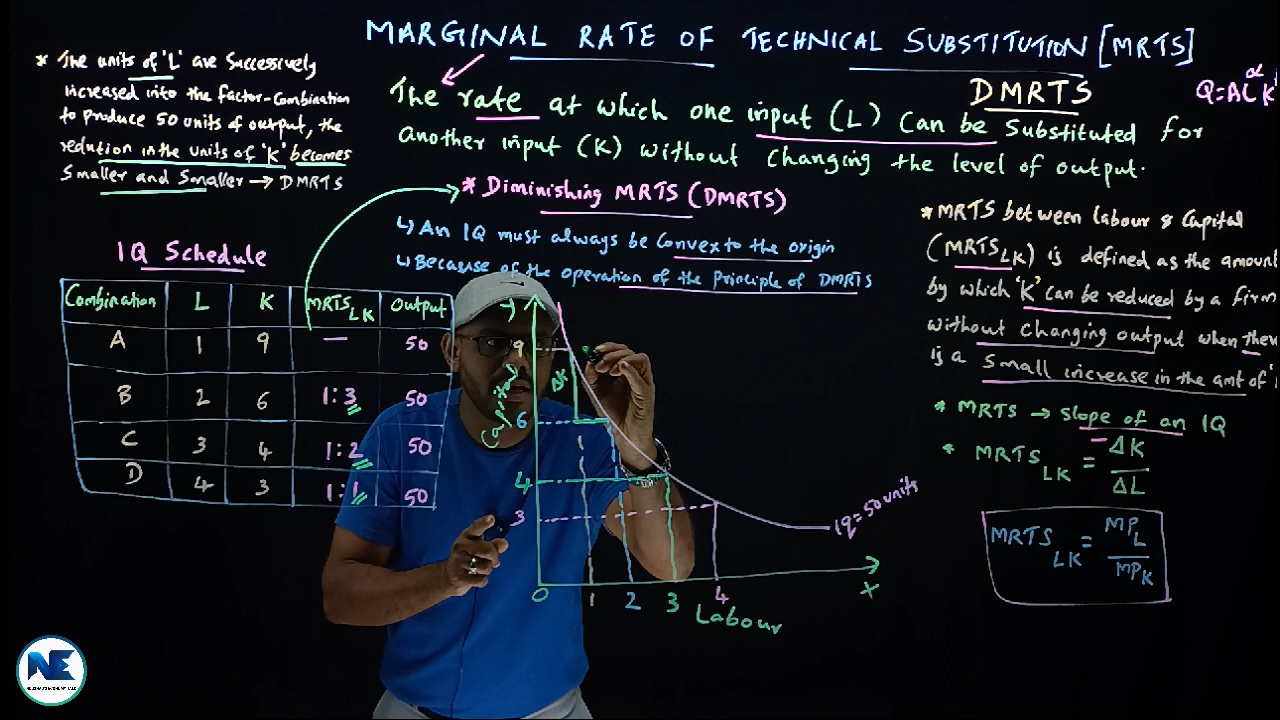 MARGINAL RATE OF TECHNICAL SUBSTITUTION [MRTS]
* The units of 'L' are Successively
increased into the factor-Combination
to produce 50 units of output, the
redution in the units of 'K' becomes
Smaller and Smaller → DMRTS
DMRTS
The rate at which one input (L) Can be Substituted for
another input (K) without Changing the level of output.
* Diminishing MRTS (DMRTS)
↳ An IQ must always be Convex to the origin
↳ Because of the operation of the Principle of DMRTS
IQ Schedule
Combination L K MRTS LK Output
A 1 9 — 50
B 2 6 1:3 50
C 3 4 1:2 50
D 4 3 1:1 50
Y
9
ΔK
Capital
6
1
4
3
IQ=50 units
0 1 2 3 4 X
Labour
* MRTS between labour & Capital
(MRTS LK) is defined as the amount
by which 'K' can be reduced by a firm
without changing output when
is a Small increase in the amt of
* MRTS → Slope of an IQ
* MRTS LK = -ΔK / ΔL
MRTS LK = MP L / MP K
NE